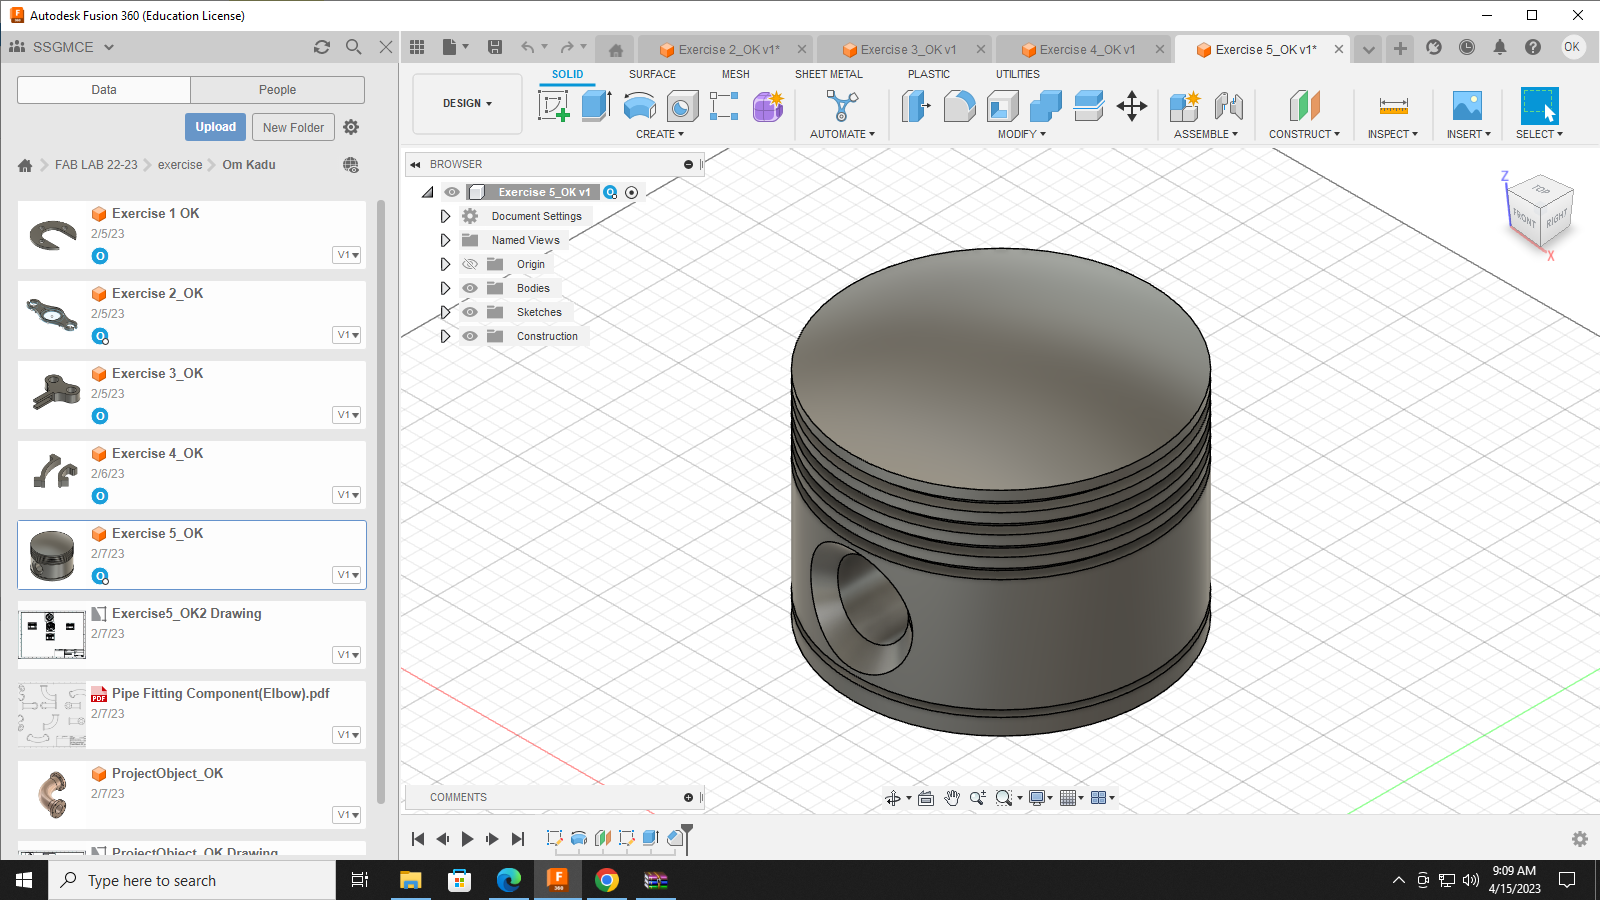 Autodesk Fusion 360 (Education License)
SSGMCE
Exercise 2_OK v1*
Exercise 3_OK v1
Exercise 4_OK v1
Exercise 5_OK v1*
OK
Data
People
Upload
New Folder
FAB LAB 22-23
exercise
Om Kadu
DESIGN
SOLID
SURFACE
MESH
SHEET METAL
PLASTIC
UTILITIES
CREATE
AUTOMATE
MODIFY
ASSEMBLE
CONSTRUCT
INSPECT
INSERT
SELECT
BROWSER
Exercise 5_OK v1
Document Settings
Named Views
Origin
Bodies
Sketches
Construction
Z
TOP
FRONT
RIGHT
X
Exercise 1 OK
2/5/23
O
V1
Exercise 2_OK
2/5/23
O
V1
Exercise 3_OK
2/5/23
O
V1
Exercise 4_OK
2/6/23
O
V1
Exercise 5_OK
2/7/23
O
V1
Exercise5_OK2 Drawing
2/7/23
V1
PDF
Pipe Fitting Component(Elbow).pdf
2/7/23
V1
ProjectObject_OK
2/7/23
V1
ProjectObject_OK Drawing
COMMENTS
Type here to search
F
360
9:09 AM
4/15/2023